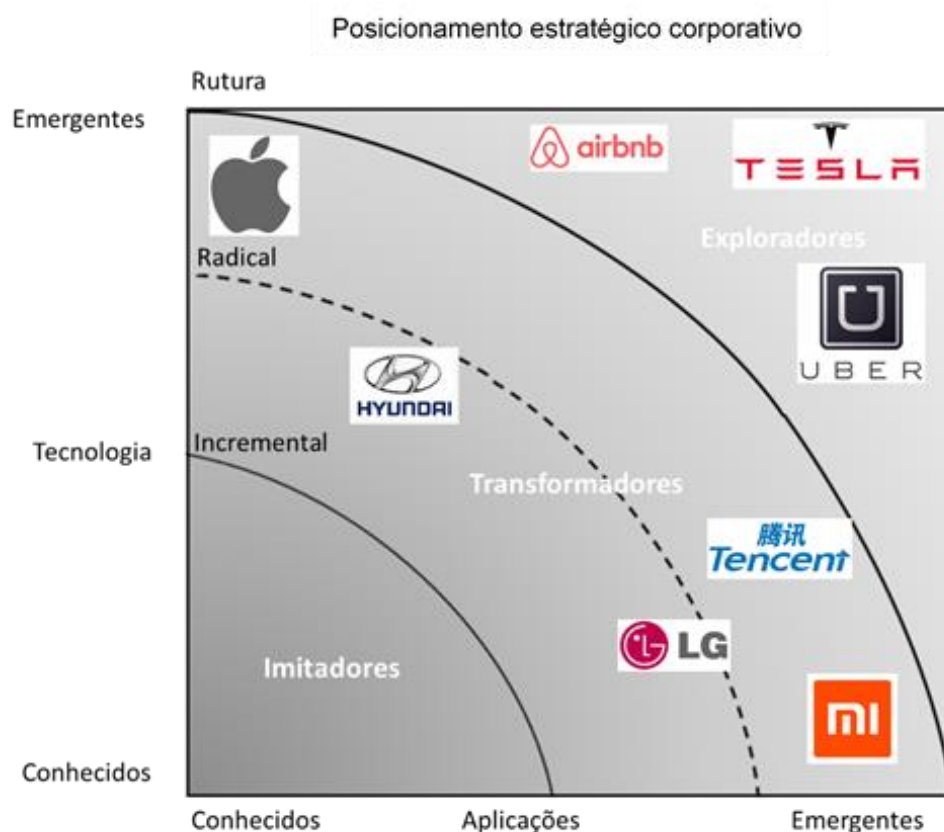 Posicionamento estratégico corporativo
Rutura
Emergentes
airbnb
TESLA
Exploradores
Radical
UBER
HYUNDAI
Incremental
Tecnologia
Transformadores
腾讯
Tencent
LG
Imitadores
mi
Conhecidos
Conhecidos Aplicações Emergentes